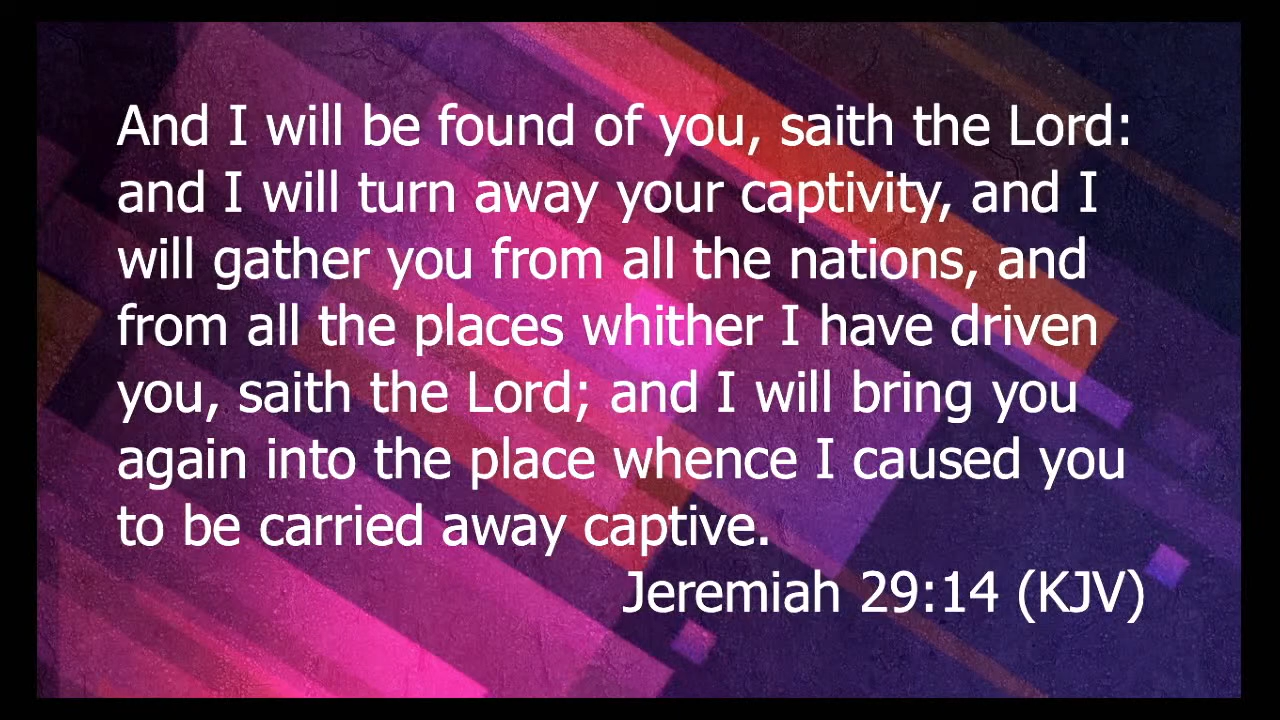 And I will be found of you, saith the Lord:
and I will turn away your captivity, and I
will gather you from all the nations, and
from all the places whither I have driven
you, saith the Lord; and I will bring you
again into the place whence I caused you
to be carried away captive.
Jeremiah 29:14 (KJV)